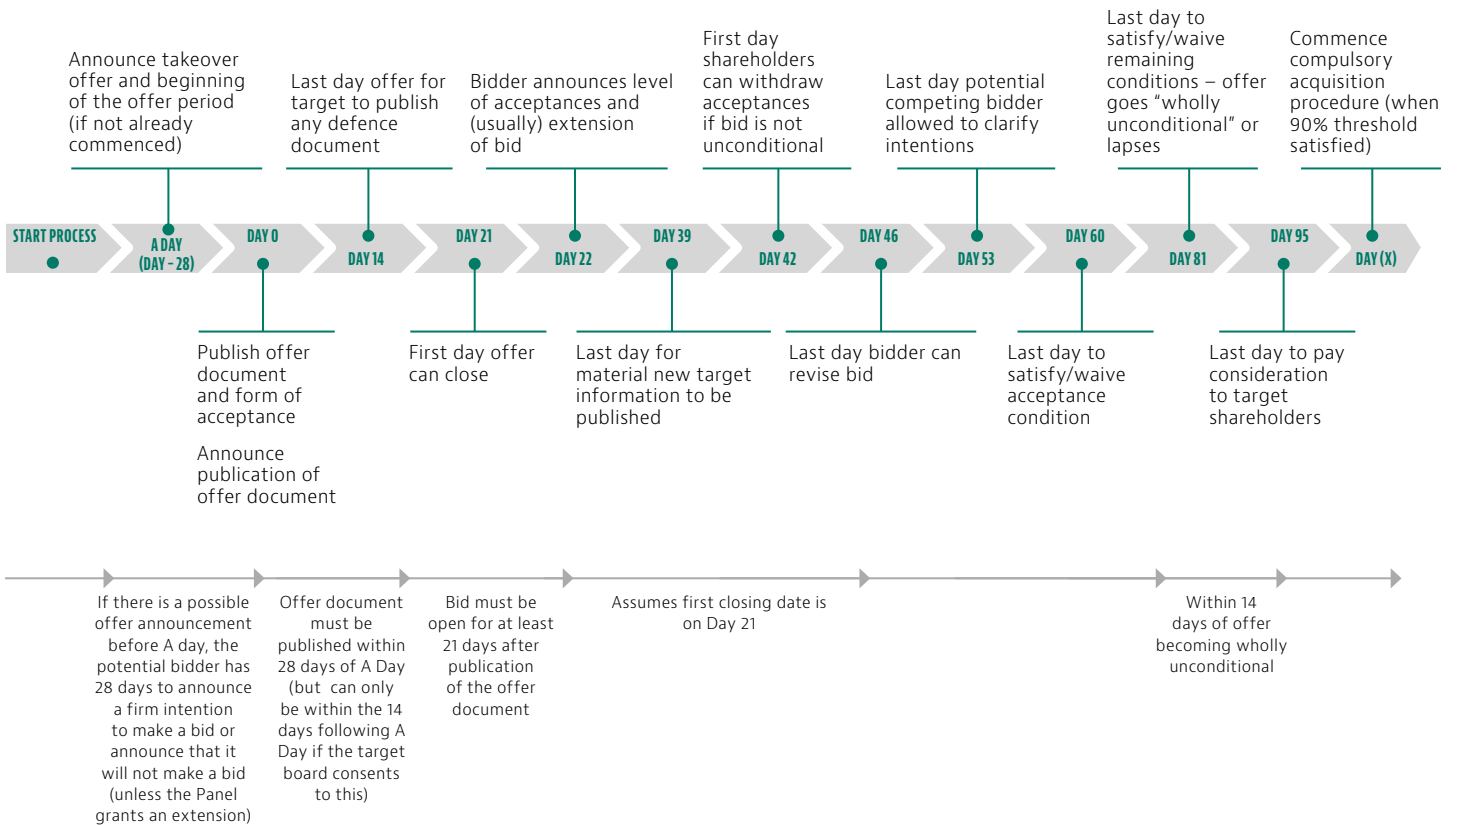 Announce takeover
offer and beginning
of the offer period
(if not already
commenced)
Last day offer for
target to publish
any defence
document
Bidder announces level
of acceptances and
(usually) extension
of bid
First day
shareholders
can withdraw
acceptances
if bid is not
unconditional
Last day potential
competing bidder
allowed to clarify
intentions
Last day to
satisfy/waive
remaining
conditions – offer
goes “wholly
unconditional” or
lapses
Commence
compulsory
acquisition
procedure (when
90% threshold
satisfied)
START PROCESS
A DAY
(DAY – 28)
DAY 0
DAY 14
DAY 21
DAY 22
DAY 39
DAY 42
DAY 46
DAY 53
DAY 60
DAY 81
DAY 95
DAY (X)
Publish offer
document
and form of
acceptance
Announce
publication of
offer document
First day offer
can close
Last day for
material new target
information to be
published
Last day bidder can
revise bid
Last day to
satisfy/waive
acceptance
condition
Last day to pay
consideration
to target
shareholders
If there is a possible
offer announcement
before A day, the
potential bidder has
28 days to announce
a firm intention
to make a bid or
announce that it
will not make a bid
(unless the Panel
grants an extension)
Offer document
must be
published within
28 days of A Day
(but can only
be within the 14
days following A
Day if the target
board consents
to this)
Bid must be
open for at least
21 days after
publication
of the offer
document
Assumes first closing date is
on Day 21
Within 14
days of offer
becoming wholly
unconditional